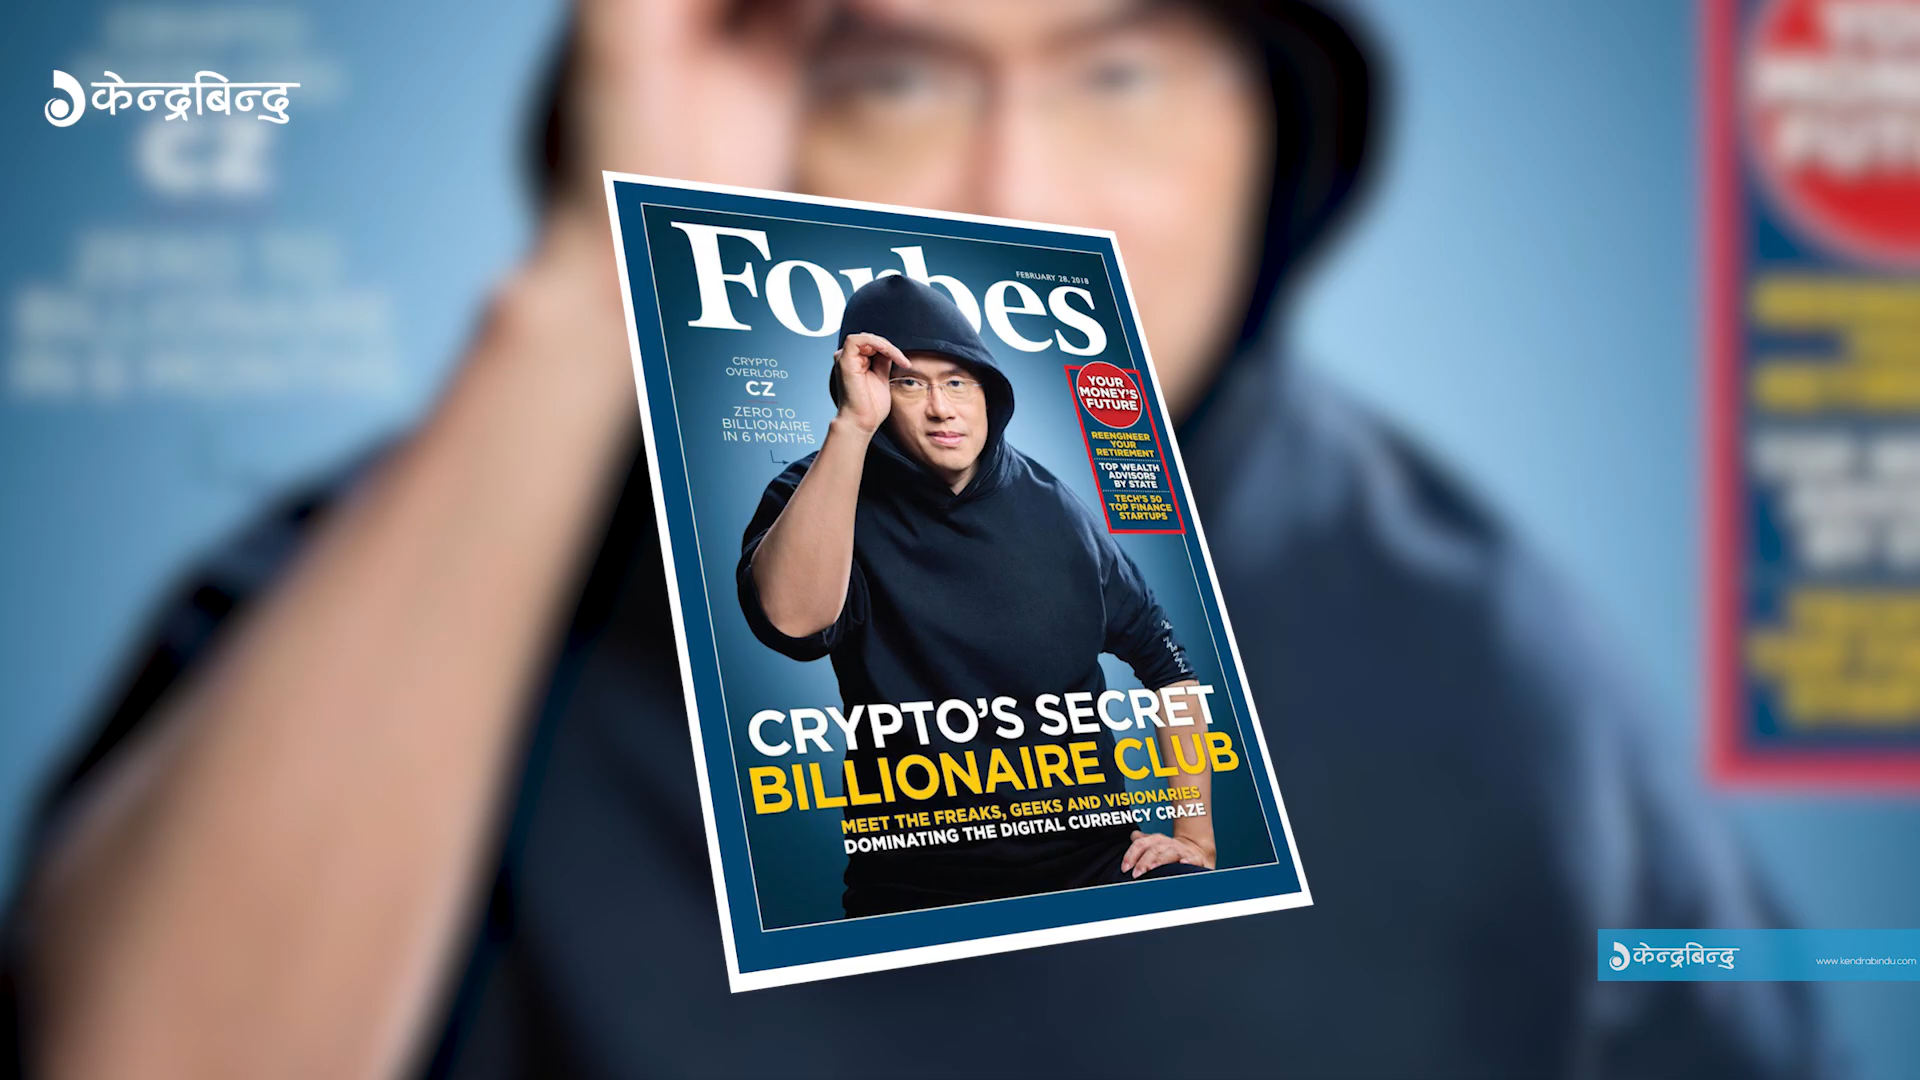 केन्द्रबिन्दु
CZ
Forbes
FEBRUARY 28, 2018
CRYPTO
OVERLORD
CZ
ZERO TO
BILLIONAIRE
IN 6 MONTHS
YOUR
MONEY'S
FUTURE
REENGINEER
YOUR
RETIREMENT
TOP WEALTH
ADVISORS
BY STATE
TECH'S 50
TOP FINANCE
STARTUPS
CRYPTO'S SECRET
BILLIONAIRE CLUB
MEET THE FREAKS, GEEKS AND VISIONARIES
DOMINATING THE DIGITAL CURRENCY CRAZE
केन्द्रबिन्दु
www.kendrabindu.com